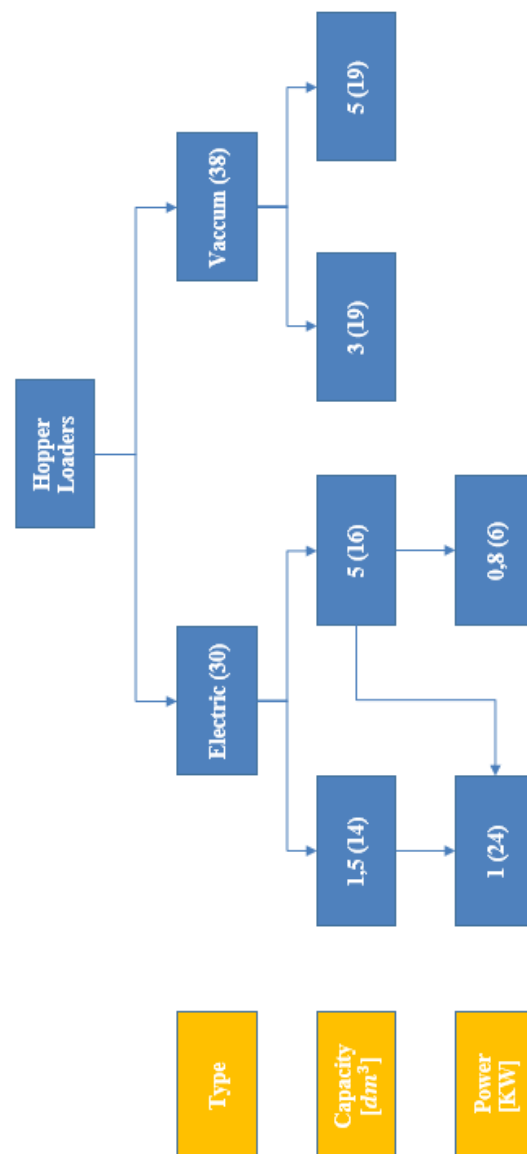 Hopper
Loaders
Type
Electric (30)
Vaccum (38)
Capacity
[dm³]
1,5 (14)
5 (16)
3 (19)
5 (19)
Power
[KW]
1 (24)
0,8 (6)